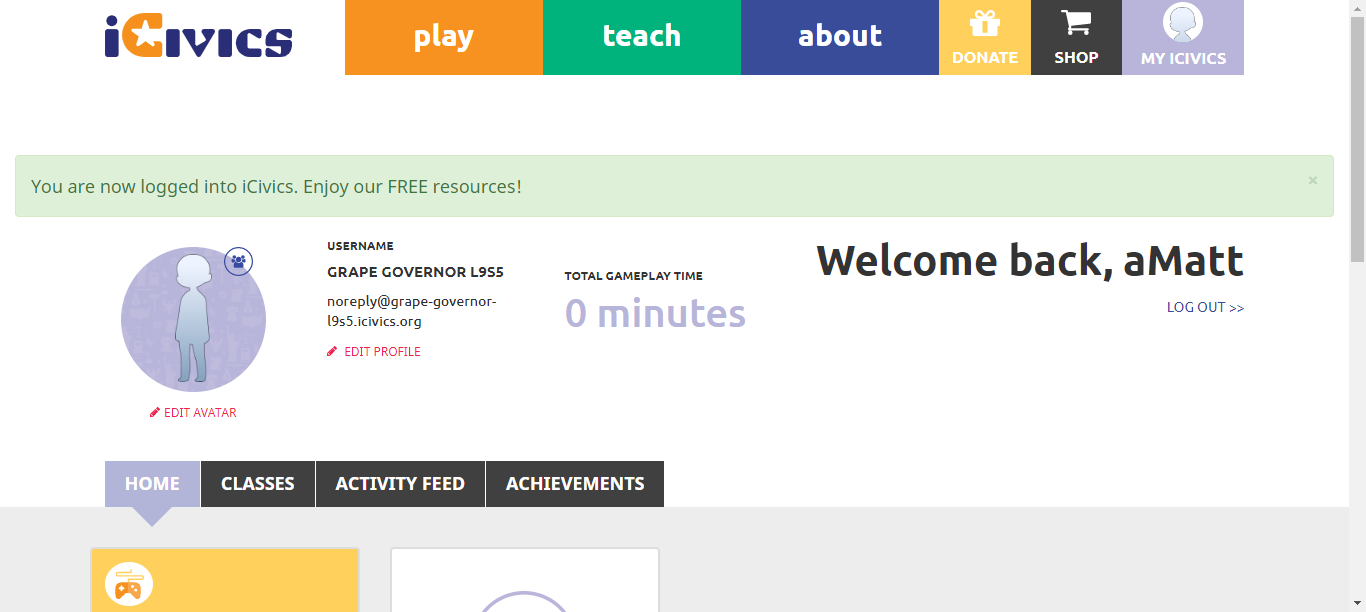 iCivics
play
teach
about
DONATE
SHOP
MY ICIVICS
You are now logged into iCivics. Enjoy our FREE resources!
×
USERNAME
GRAPE GOVERNOR L9S5
noreply@grape-governor-
l9s5.icivics.org
EDIT PROFILE
EDIT AVATAR
TOTAL GAMEPLAY TIME
0 minutes
Welcome back, aMatt
LOG OUT >>
HOME
CLASSES
ACTIVITY FEED
ACHIEVEMENTS